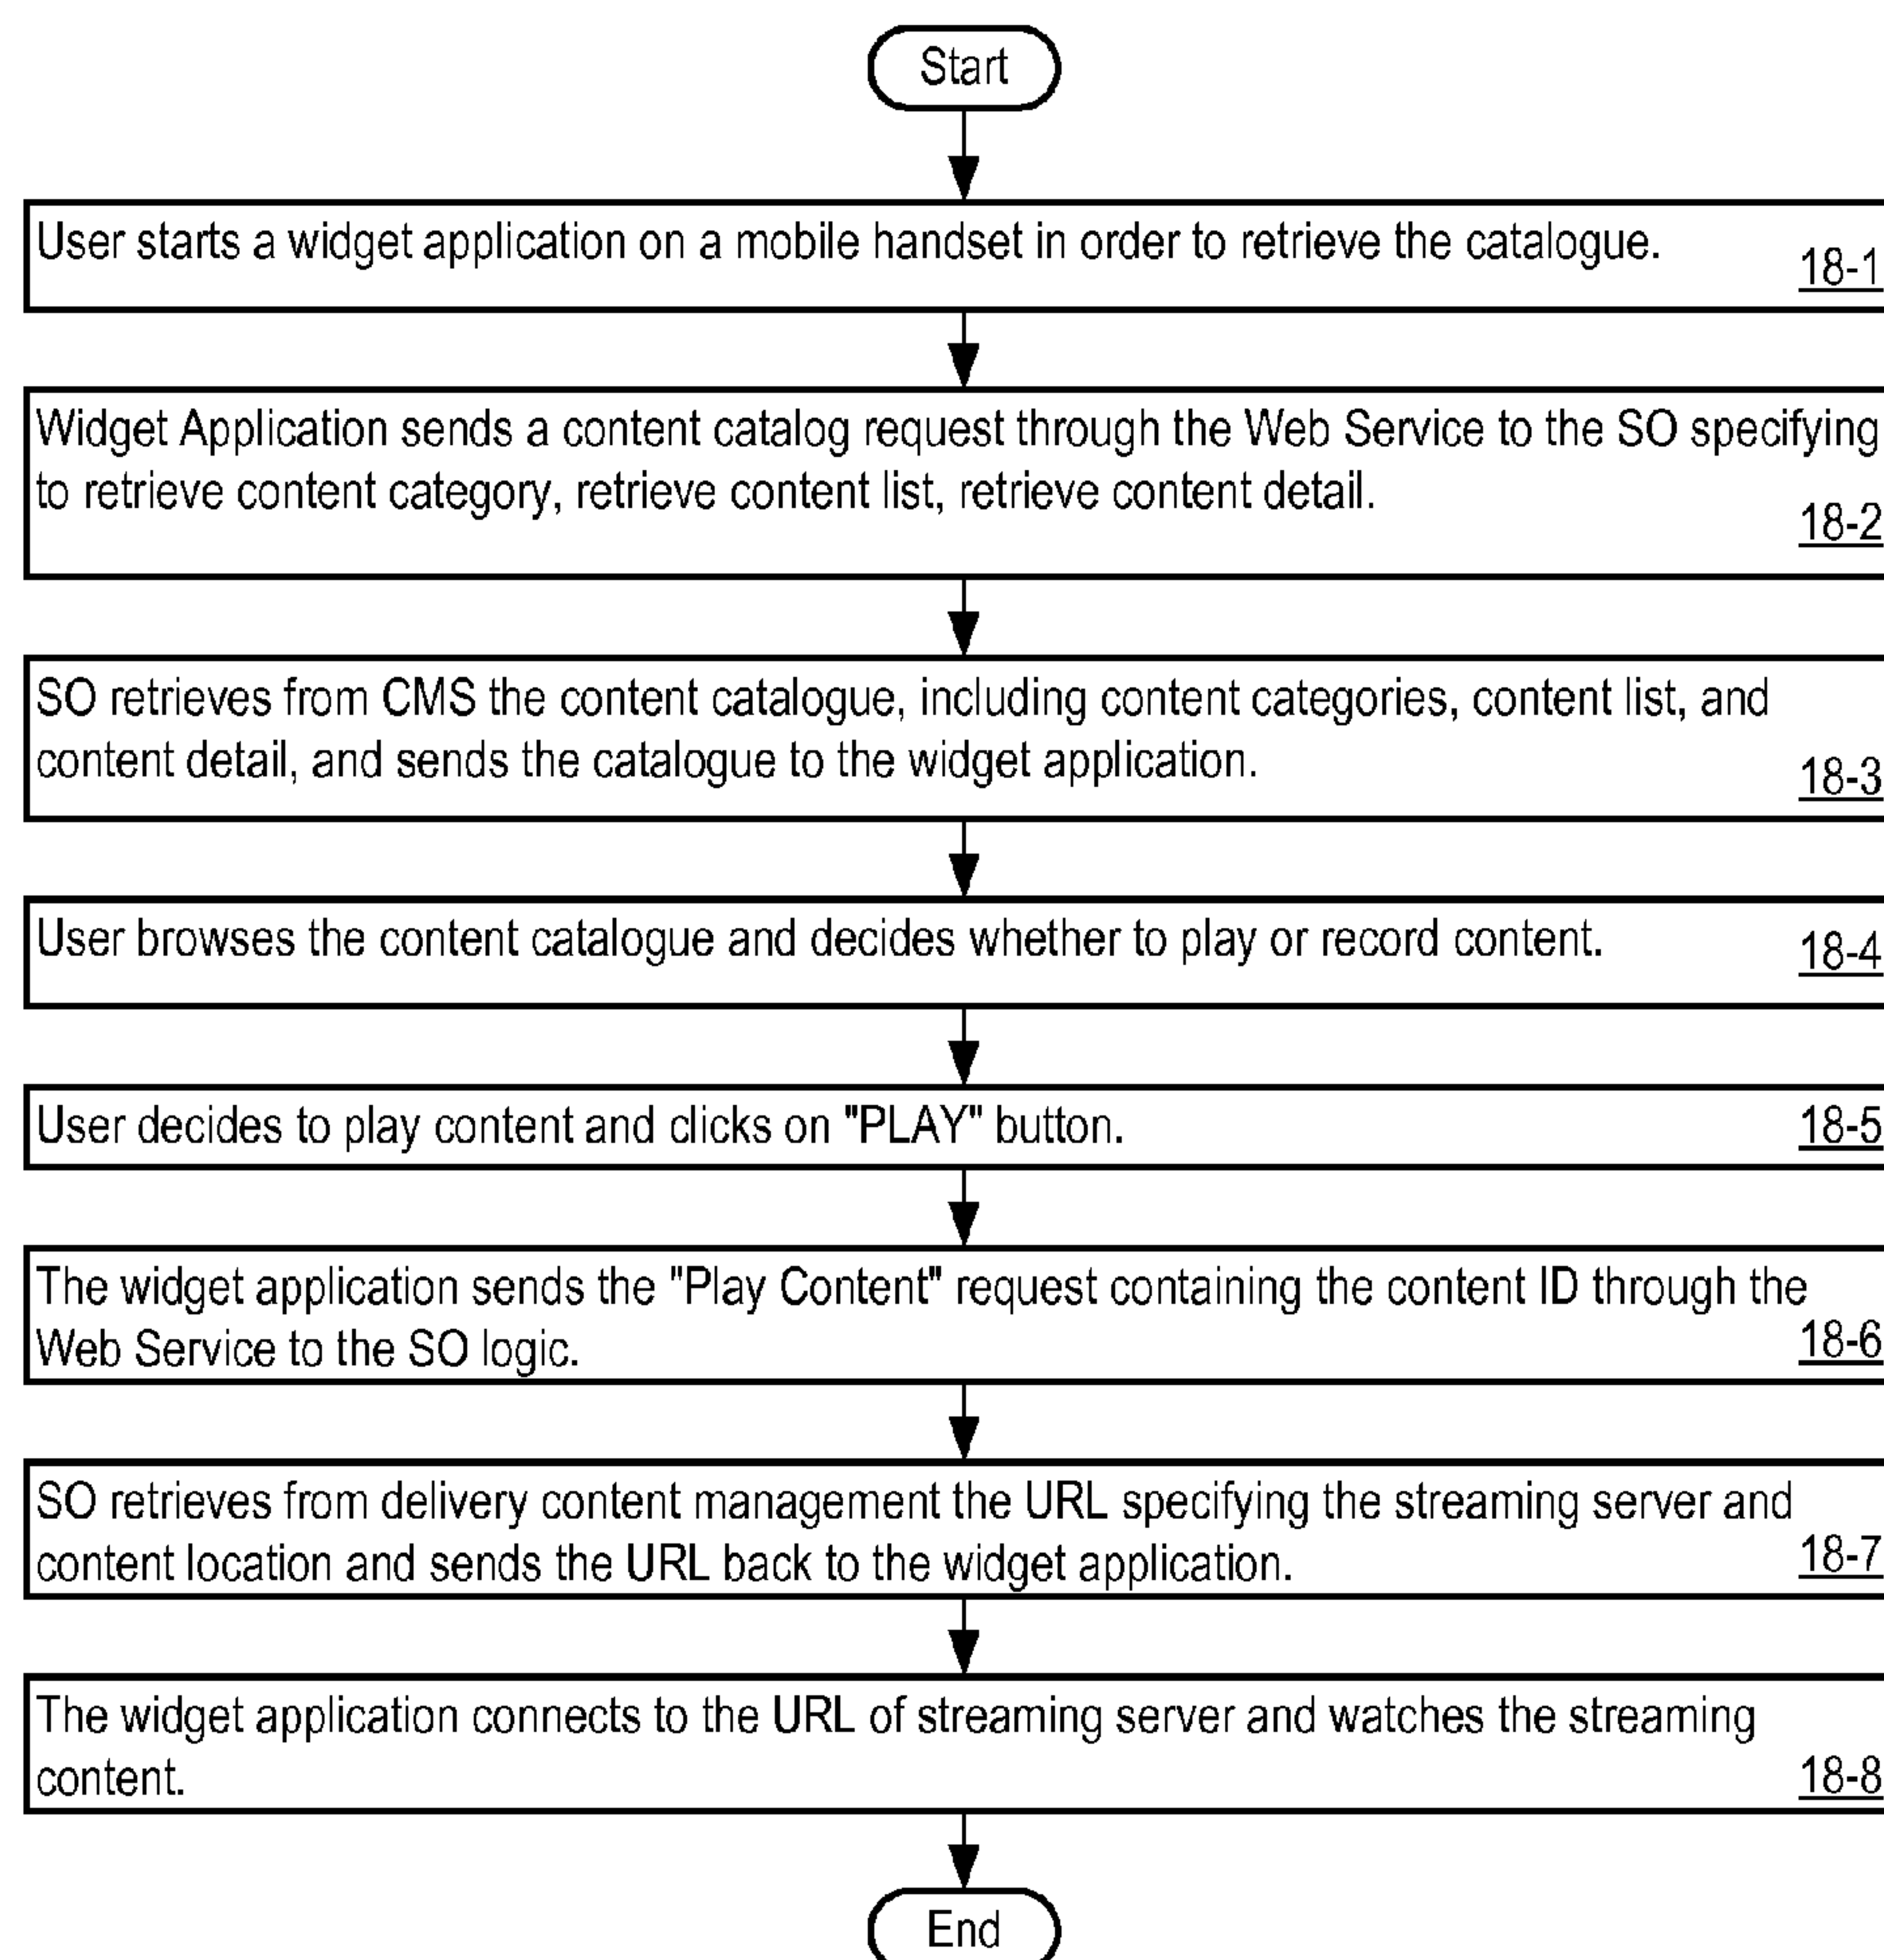 Start
User starts a widget application on a mobile handset in order to retrieve the catalogue.
18-1
Widget Application sends a content catalog request through the Web Service to the SO specifying
to retrieve content category, retrieve content list, retrieve content detail.
18-2
SO retrieves from CMS the content catalogue, including content categories, content list, and
content detail, and sends the catalogue to the widget application.
18-3
User browses the content catalogue and decides whether to play or record content.
18-4
User decides to play content and clicks on "PLAY" button.
18-5
The widget application sends the "Play Content" request containing the content ID through the
Web Service to the SO logic.
18-6
SO retrieves from delivery content management the URL specifying the streaming server and
content location and sends the URL back to the widget application.
18-7
The widget application connects to the URL of streaming server and watches the streaming
content.
18-8
End